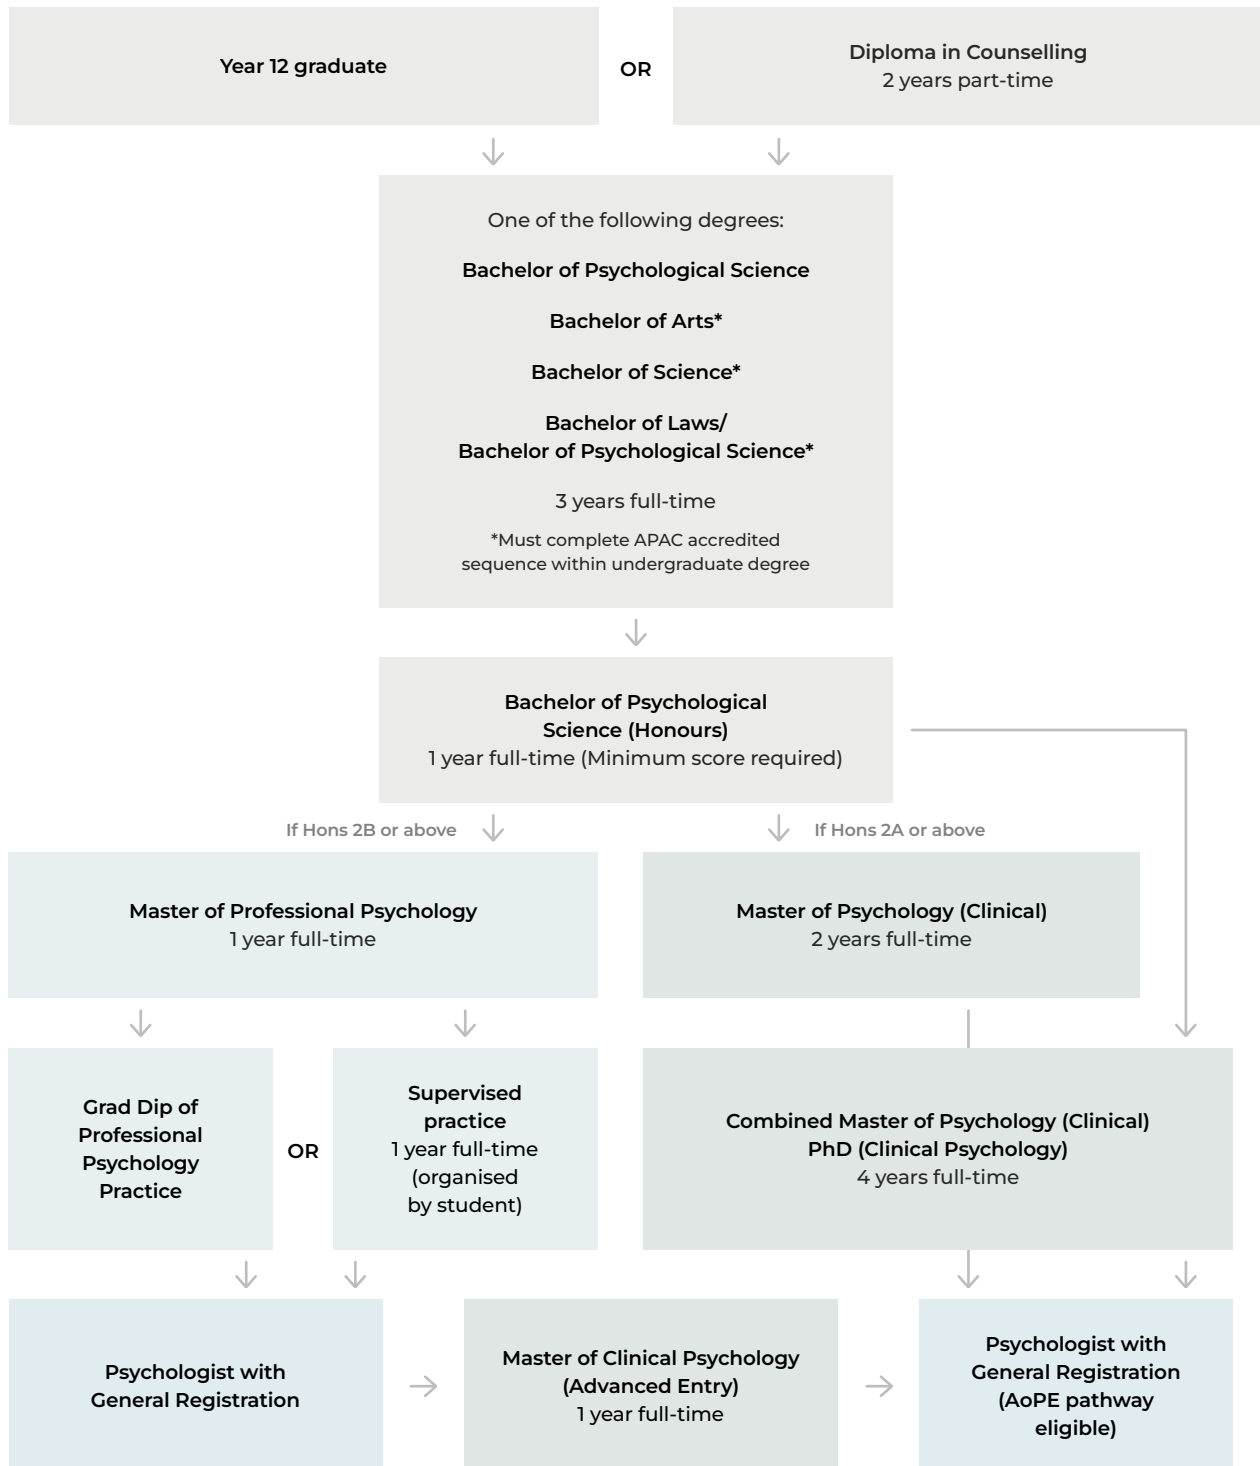 Year 12 graduate
OR
Diploma in Counselling
2 years part-time
One of the following degrees:
Bachelor of Psychological Science
Bachelor of Arts*
Bachelor of Science*
Bachelor of Laws/
Bachelor of Psychological Science*
3 years full-time
*Must complete APAC accredited
sequence within undergraduate degree
Bachelor of Psychological
Science (Honours)
1 year full-time (Minimum score required)
If Hons 2B or above
If Hons 2A or above
Master of Professional Psychology
1 year full-time
Master of Psychology (Clinical)
2 years full-time
Grad Dip of
Professional
Psychology
Practice
OR
Supervised
practice
1 year full-time
(organised
by student)
Combined Master of Psychology (Clinical)
PhD (Clinical Psychology)
4 years full-time
Psychologist with
General Registration
Master of Clinical Psychology
(Advanced Entry)
1 year full-time
Psychologist with
General Registration
(AoPE pathway
eligible)